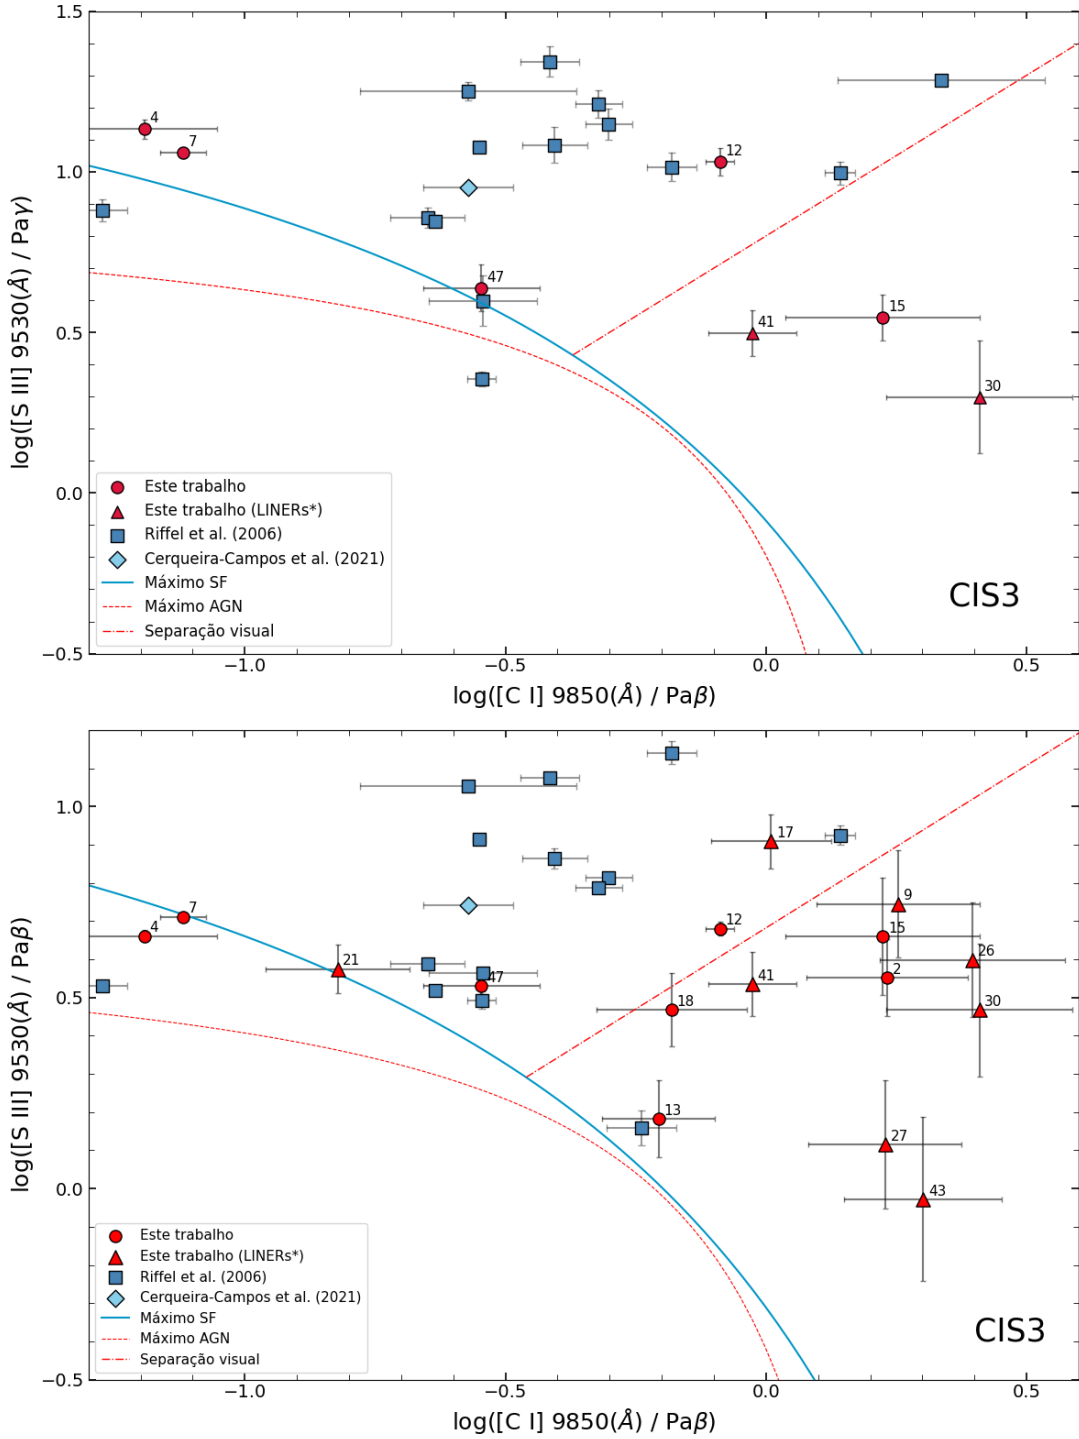 1.5
1.0
0.5
0.0
−0.5
log([S III] 9530(Å) / Paγ)
4
7
12
47
41
15
30
Este trabalho
Este trabalho (LINERs*)
Riffel et al. (2006)
Cerqueira-Campos et al. (2021)
Máximo SF
Máximo AGN
Separação visual
CIS3
−1.0 −0.5 0.0 0.5
log([C I] 9850(Å) / Paβ)
1.0
0.5
0.0
−0.5
log([S III] 9530(Å) / Paβ)
17
7
4
9
12
15
21
26
47
41
2
18
30
13
27
43
Este trabalho
Este trabalho (LINERs*)
Riffel et al. (2006)
Cerqueira-Campos et al. (2021)
Máximo SF
Máximo AGN
Separação visual
CIS3
−1.0 −0.5 0.0 0.5
log([C I] 9850(Å) / Paβ)